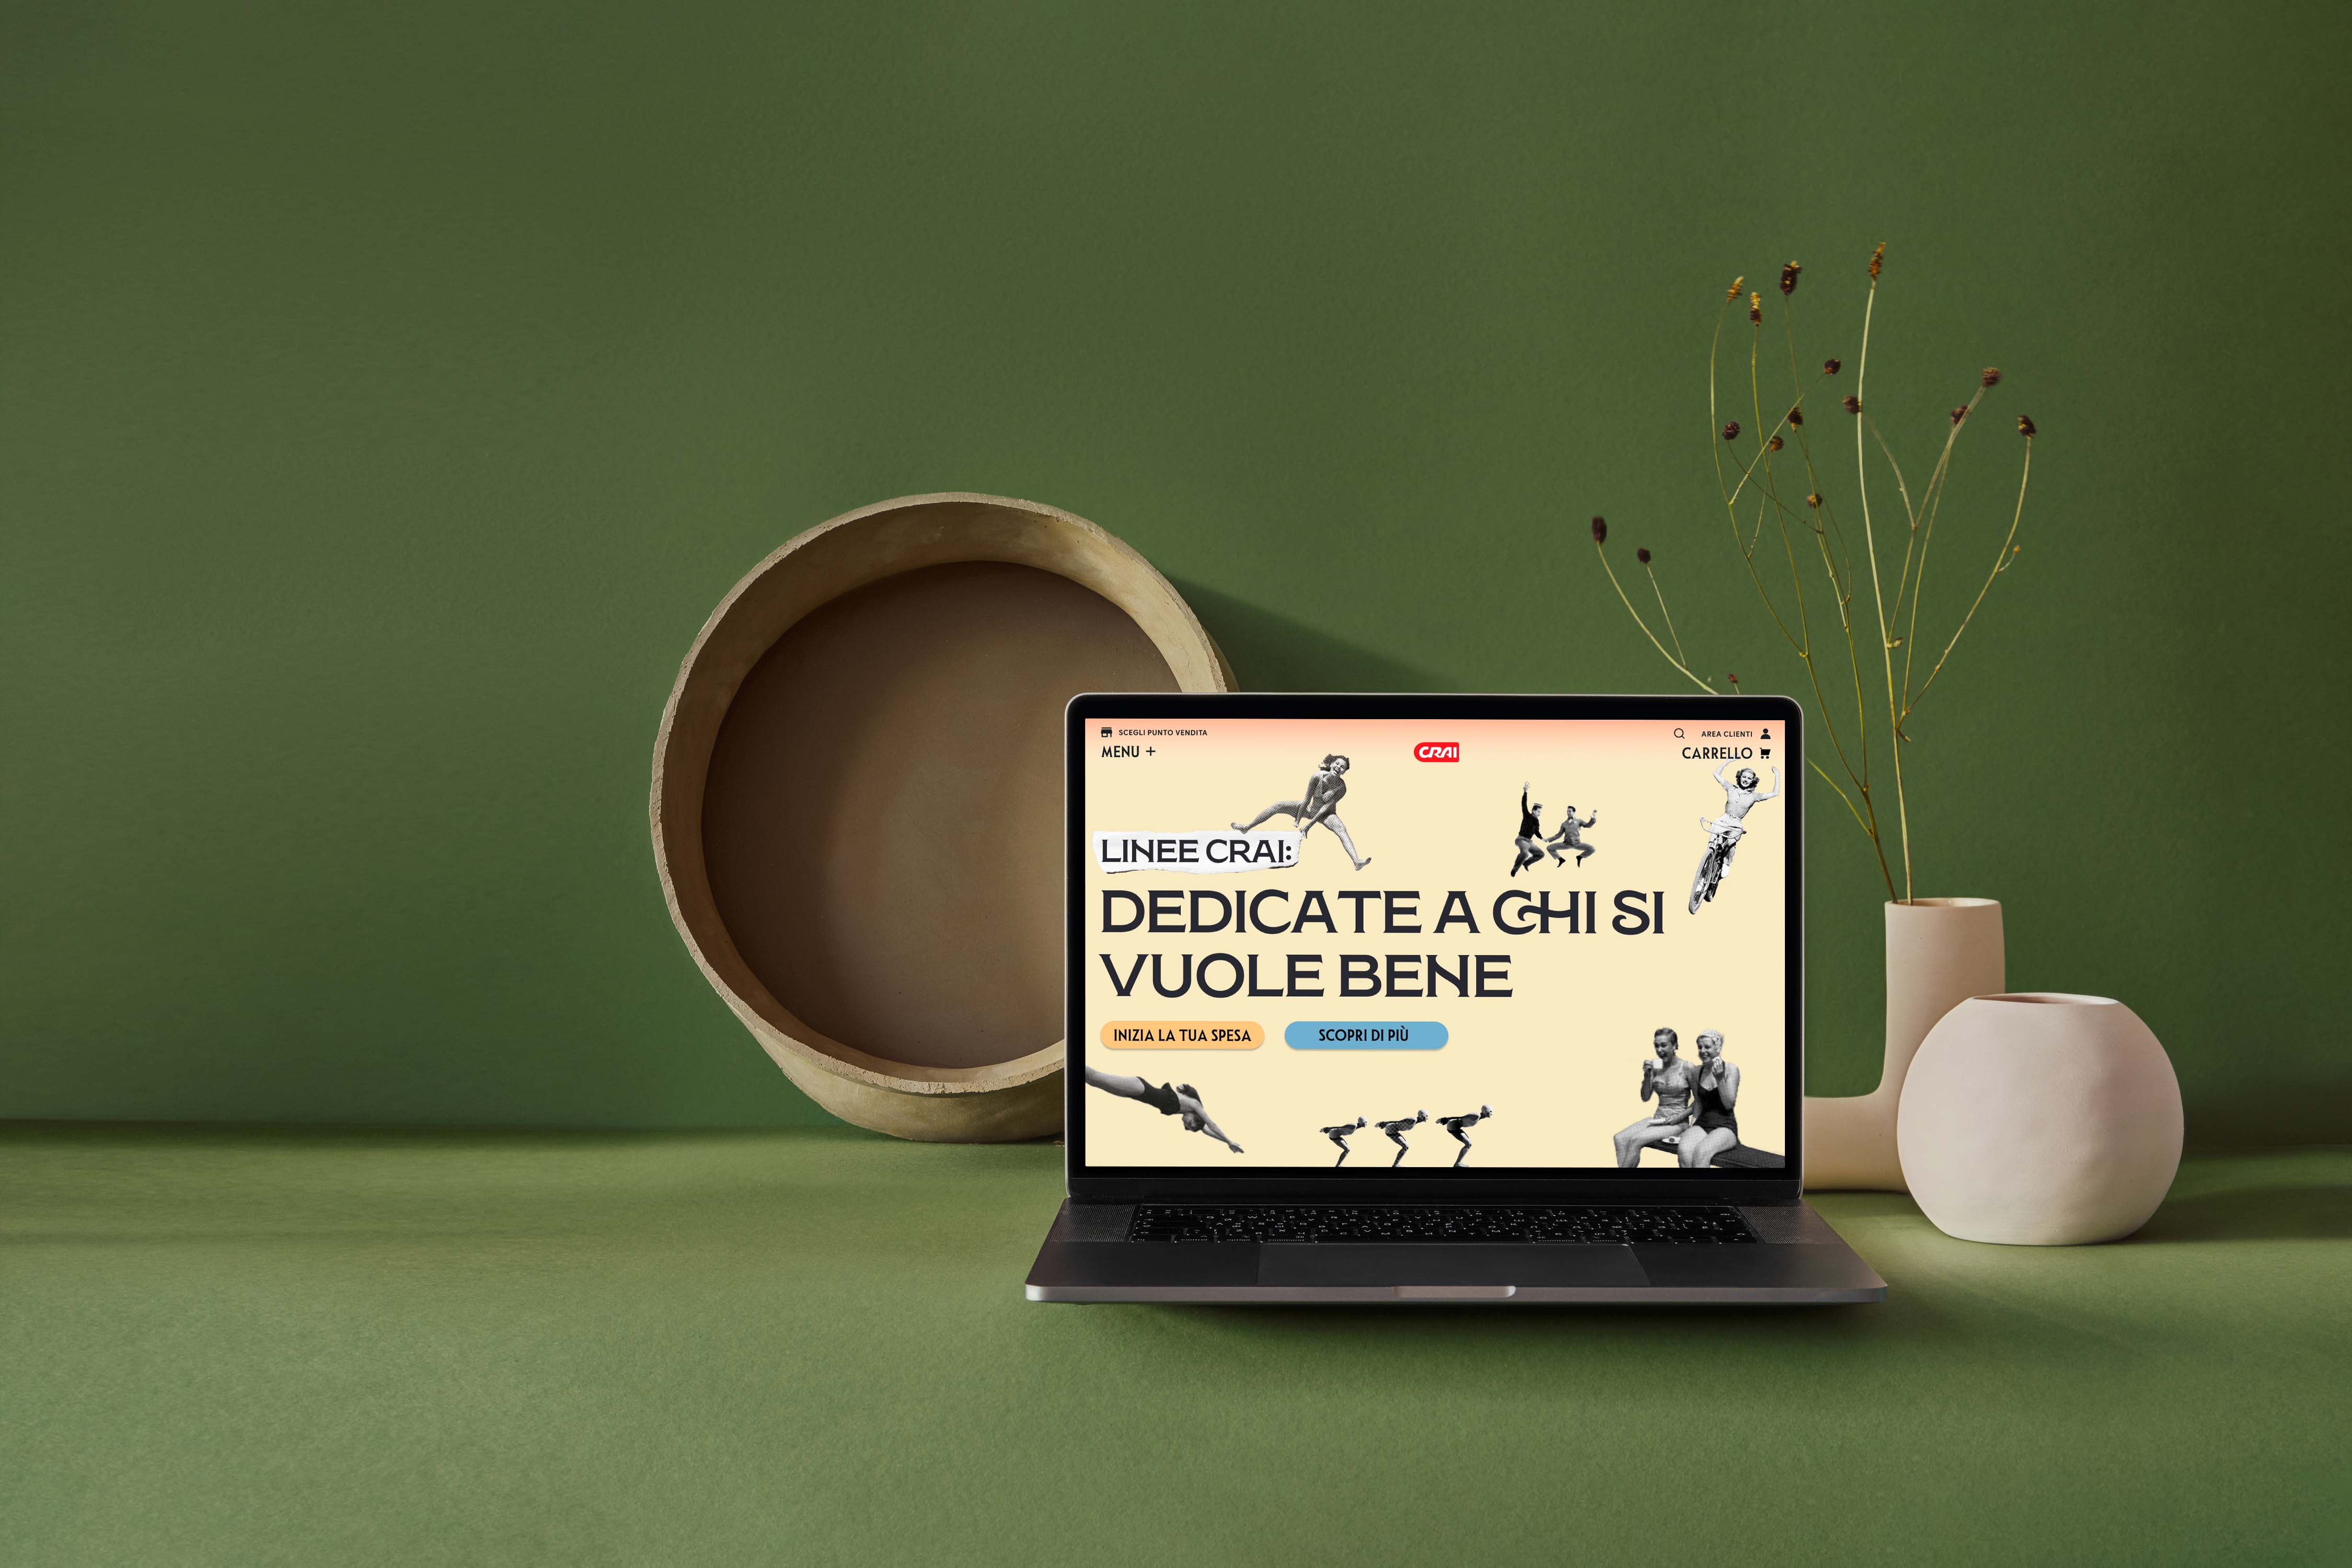 SCEGLI PUNTO VENDITA
AREA CLIENTI
MENU +
CRAI
CARRELLO
LINEE CRAI:
DEDICATE A CHI SI
VUOLE BENE
INIZIA LA TUA SPESA
SCOPRI DI PIÙ